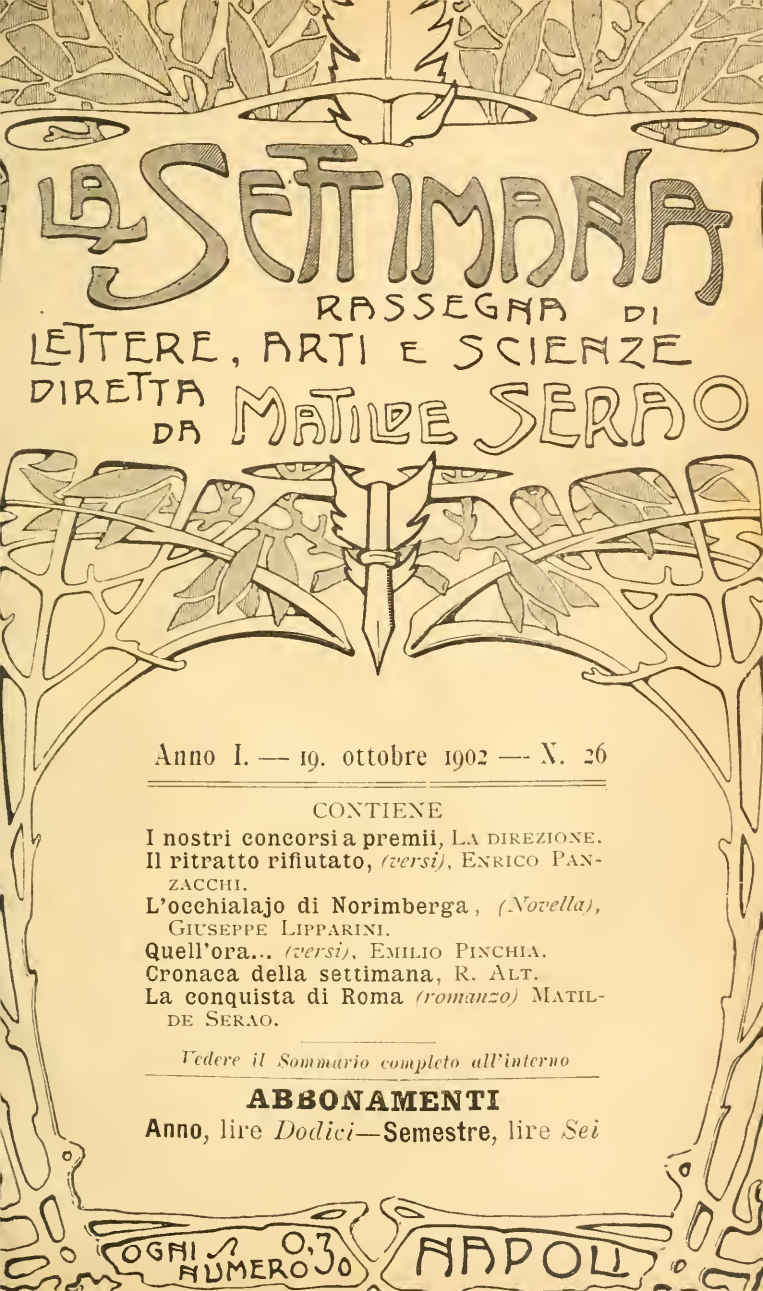 LA SETTIMANA
RASSEGNA DI
LETTERE, ARTI E SCIENZE
DIRETTA
DA MATILDE SERAO
Anno I. — 19. ottobre 1902 — N. 26
CONTIENE
I nostri concorsi a premii, LA DIREZIONE.
Il ritratto rifiutato, (versi), ENRICO PAN-
ZACCHI.
L'occhialajo di Norimberga, (Novella),
GIUSEPPE LIPPARINI.
Quell'ora... (versi), EMILIO PINCHIA.
Cronaca della settimana, R. ALT.
La conquista di Roma (romanzo) MATIL-
DE SERAO.
Vedere il Sommario completo all'interno
ABBONAMENTI
Anno, lire Dodici—Semestre, lire Sei
OGNI
NUMERO 0,30
NAPOLI